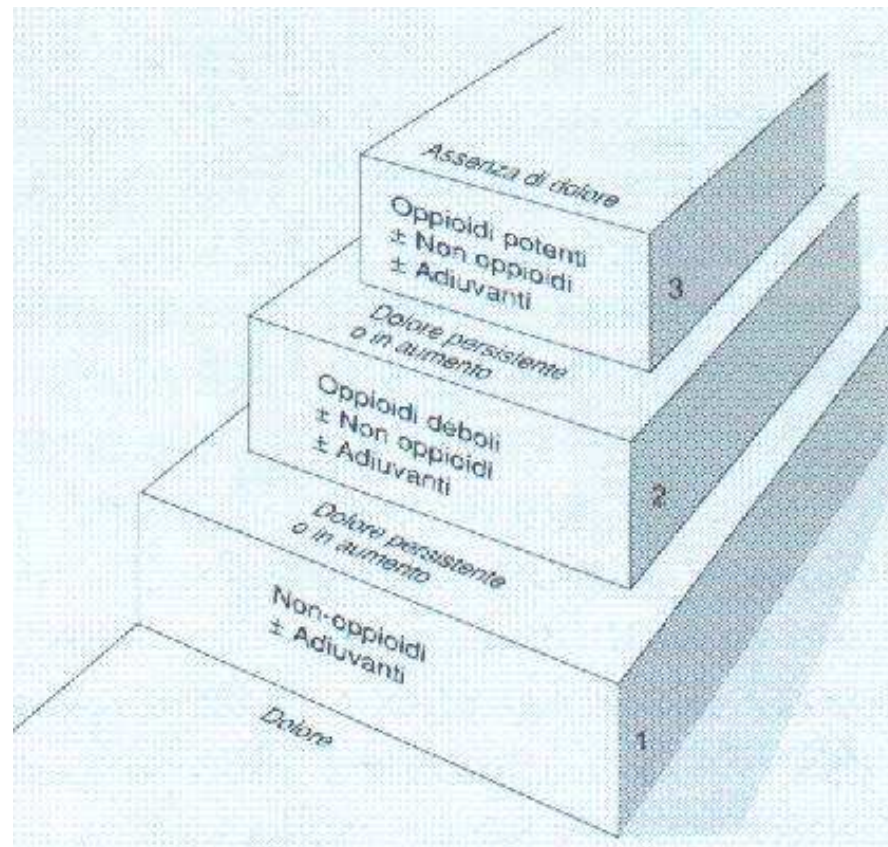 Assenza di dolore
Oppioidi potenti
± Non oppioidi
± Adiuvanti
3
Dolore persistente
o in aumento
Oppioidi deboli
± Non oppioidi
± Adiuvanti
2
Dolore persistente
o in aumento
Non-oppioidi
± Adiuvanti
1
Dolore